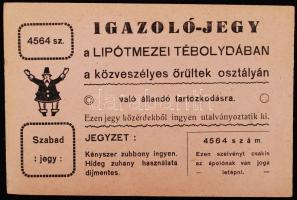 4564 sz.
IGAZOLÓ-JEGY
a LIPÓTMEZEI TÉBOLYDÁBAN
a közveszélyes őrültek osztályán
való állandó tartozkodásra.
Ezen jegy közérdekből ingyen utalványoztatik ki.
Szabad
jegy :
JEGYZET :
Kényszer zubbony ingyen.
Hideg zuhany használata
díjmentes.
4564 szám
Ezen szelvényt csakis
az ápolónak van joga
letépni.